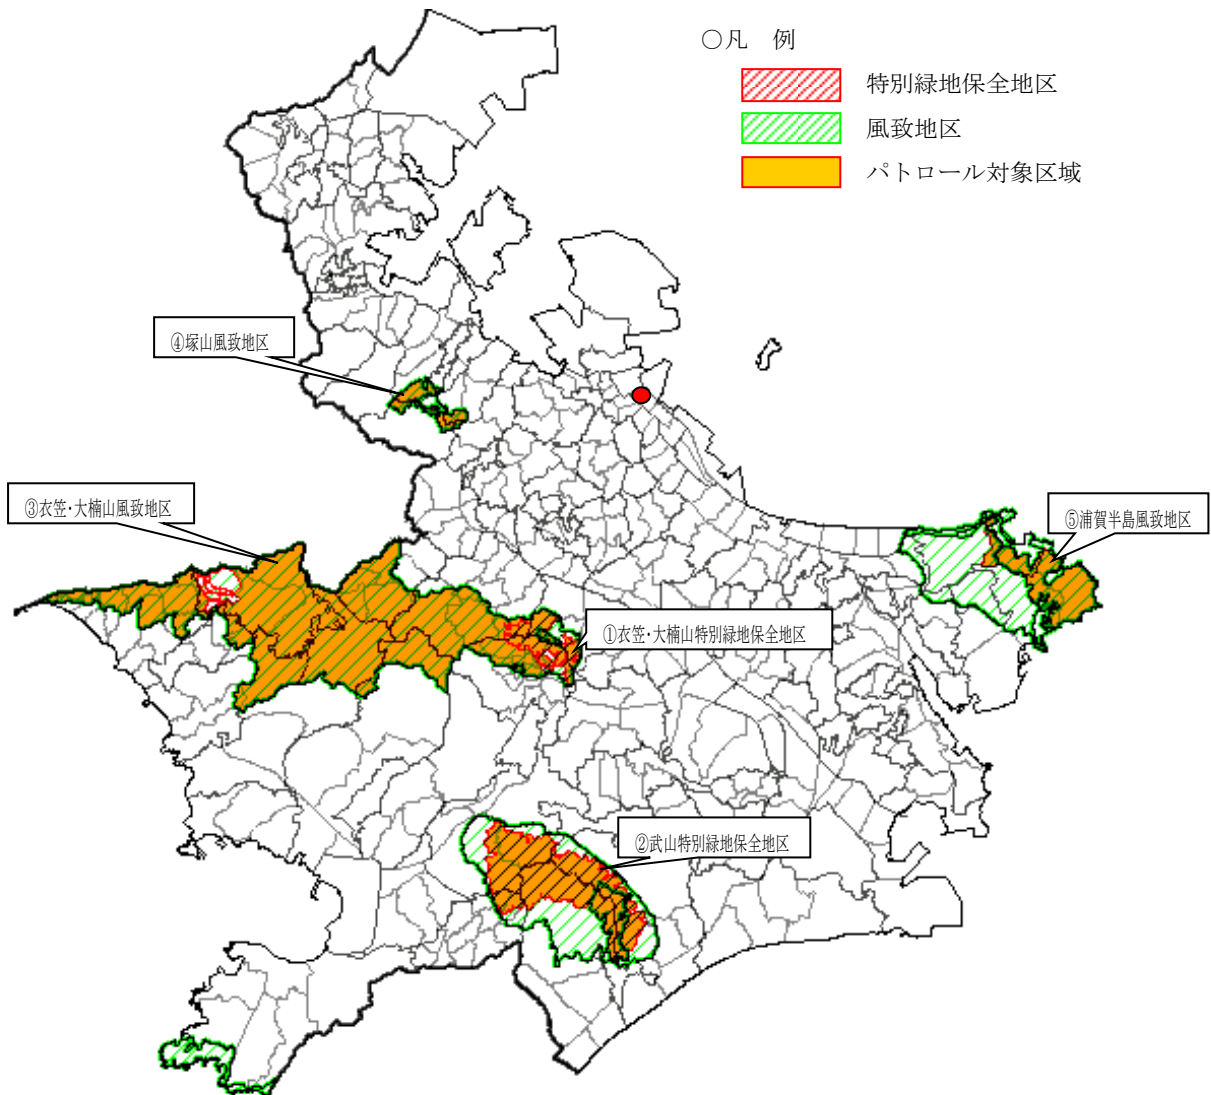 ○凡　例
特別緑地保全地区
風致地区
パトロール対象区域
④塚山風致地区
③衣笠・大楠山風致地区
⑤浦賀半島風致地区
①衣笠・大楠山特別緑地保全地区
②武山特別緑地保全地区